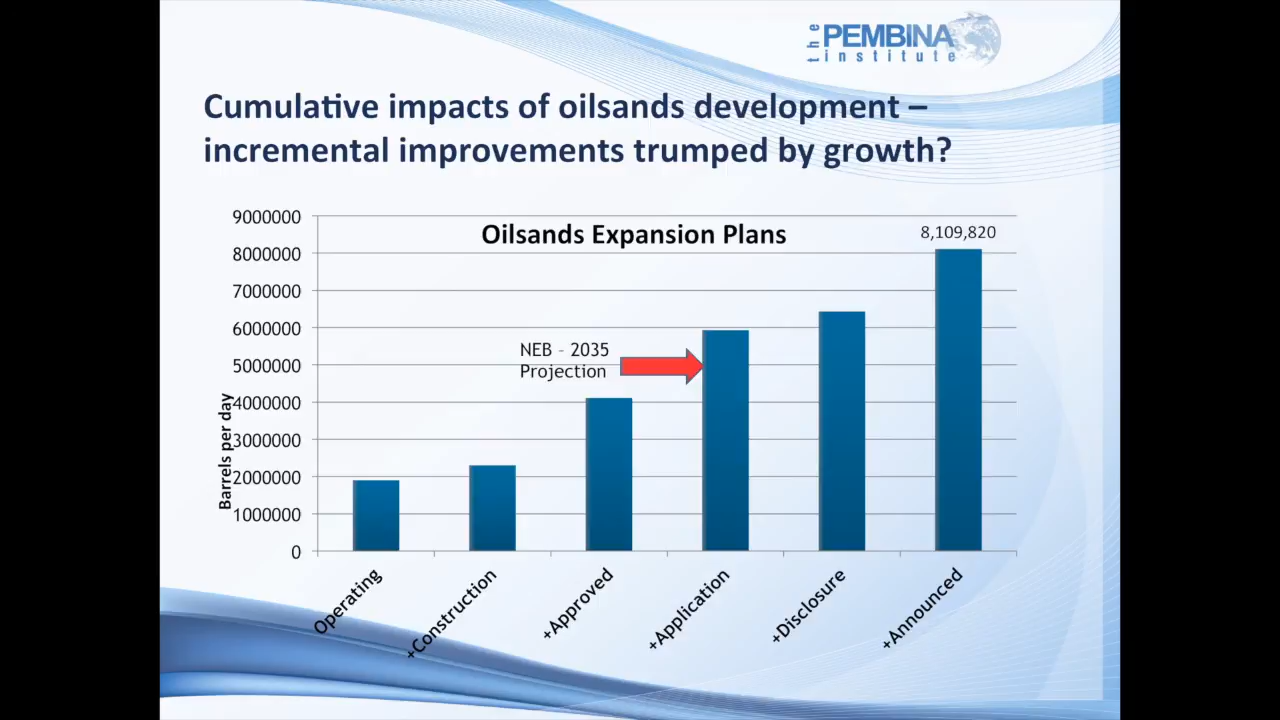 the PEMBINA
institute
Cumulative impacts of oilsands development –
incremental improvements trumped by growth?
Oilsands Expansion Plans
8,109,820
9000000
8000000
7000000
6000000
5000000
4000000
3000000
2000000
1000000
0
Barrels per day
NEB - 2035
Projection
Operating
+Construction
+Approved
+Application
+Disclosure
+Announced